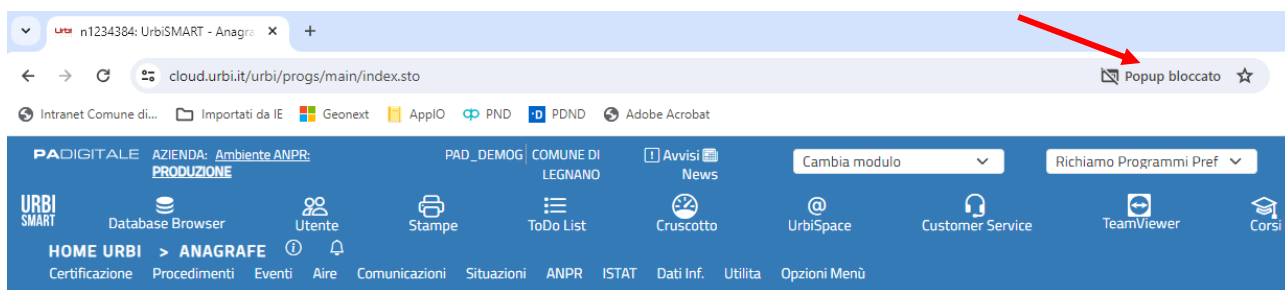 Urbi n1234384: UrbiSMART - Anagra
cloud.urbi.it/urbi/progs/main/index.sto Popup bloccato
Intranet Comune di... Importati da IE Geonext AppIO PND D PDND Adobe Acrobat
PADIGITALE AZIENDA: Ambiente ANPR: PAD_DEMOG COMUNE DI Avvisi Cambia modulo Richiamo Programmi Pref
PRODUZIONE LEGNANO News
URBI
SMART Database Browser Utente Stampe ToDo List Cruscotto @ UrbiSpace Customer Service TeamViewer Corsi
HOME URBI > ANAGRAFE
Certificazione Procedimenti Eventi Aire Comunicazioni Situazioni ANPR ISTAT Dati Inf. Utilita Opzioni Menù